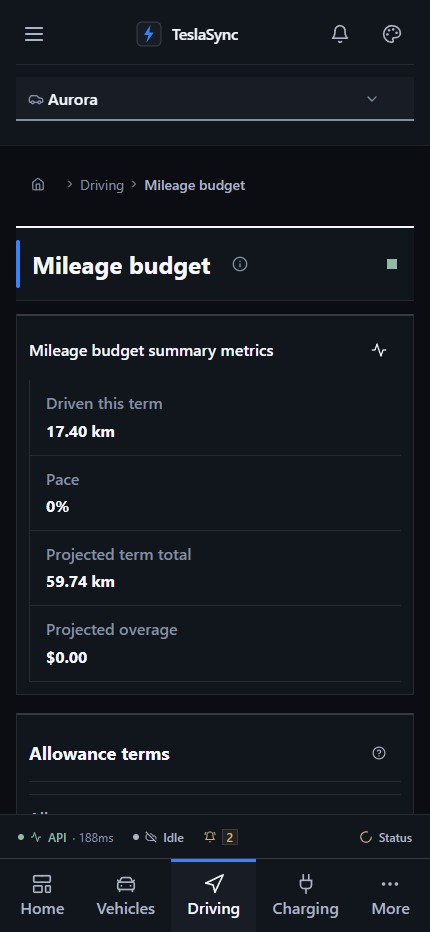 TeslaSync
Aurora
Driving
Mileage budget
Mileage budget
Mileage budget summary metrics
Driven this term
17.40 km
Pace
0%
Projected term total
59.74 km
Projected overage
$0.00
Allowance terms
API · 188ms
Idle
2
Status
Home
Vehicles
Driving
Charging
More